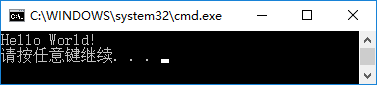 C:\WINDOWS\system32\cmd.exe
Hello World!
请按任意键继续. . .